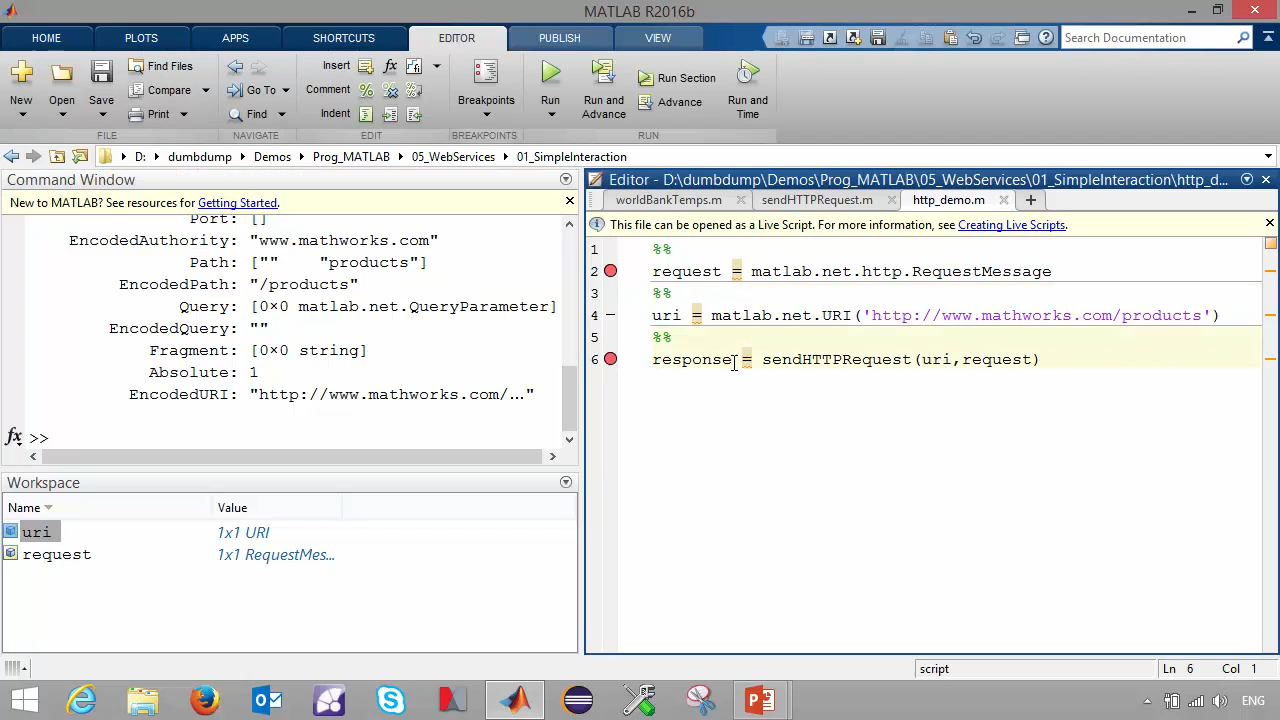 MATLAB R2016b
HOME PLOTS APPS SHORTCUTS EDITOR PUBLISH VIEW Search Documentation
New Open Save Find Files Compare Print Go To Find Insert fx Comment Indent Breakpoints Run Run and Advance Run Section Advance Run and Time
FILE NAVIGATE EDIT BREAKPOINTS RUN
D: dumbdump Demos Prog_MATLAB 05_WebServices 01_SimpleInteraction
Command Window
New to MATLAB? See resources for Getting Started.
Port: []
EncodedAuthority: "www.mathworks.com"
Path: ["" "products"]
EncodedPath: "/products"
Query: [0×0 matlab.net.QueryParameter]
EncodedQuery: ""
Fragment: [0×0 string]
Absolute: 1
EncodedURI: "http://www.mathworks.com/..."
fx >>
Workspace
Name Value
uri 1x1 URI
request 1x1 RequestMes...
Editor - D:\dumbdump\Demos\Prog_MATLAB\05_WebServices\01_SimpleInteraction\http_d...
worldBankTemps.m sendHTTPRequest.m http_demo.m
This file can be opened as a Live Script. For more information, see Creating Live Scripts.
1 %%
2 request = matlab.net.http.RequestMessage
3 %%
4 uri = matlab.net.URI('http://www.mathworks.com/products')
5 %%
6 response = sendHTTPRequest(uri,request)
script Ln 6 Col 1
ENG